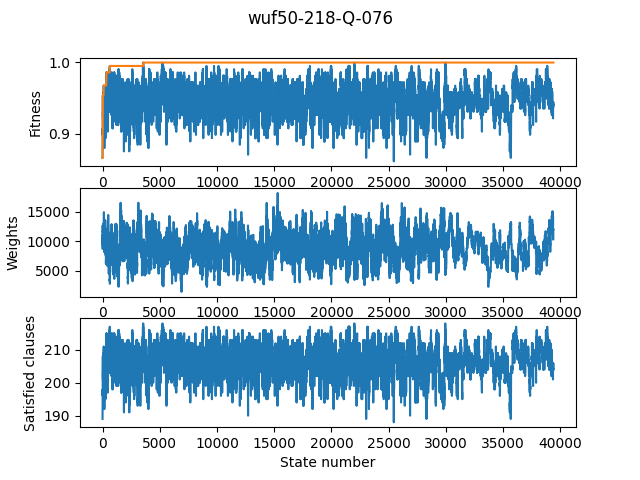 wuf50-218-Q-076
1.0
0.9
Fitness
0 5000 10000 15000 20000 25000 30000 35000 40000
15000
10000
5000
Weights
0 5000 10000 15000 20000 25000 30000 35000 40000
210
200
190
Satisfied clauses
0 5000 10000 15000 20000 25000 30000 35000 40000
State number